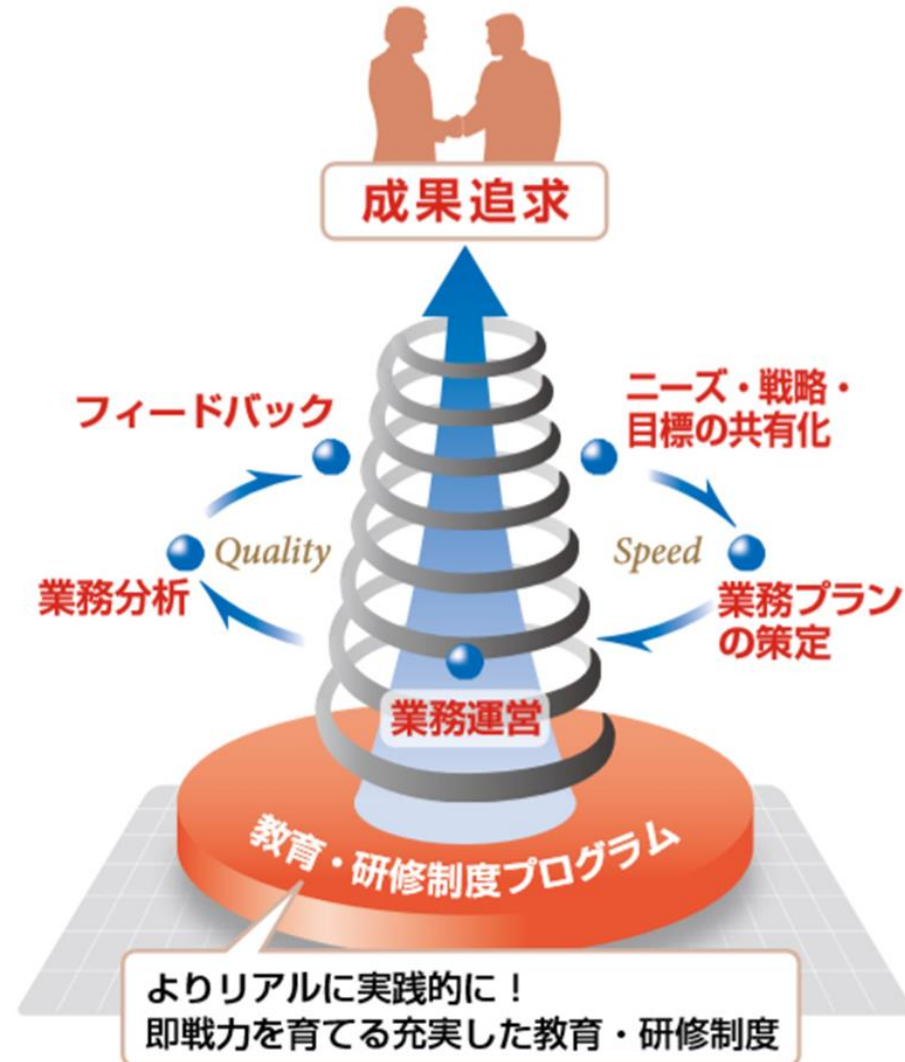 成果追求
フィードバック
ニーズ・戦略・
目標の共有化
Quality
Speed
業務分析
業務プラン
の策定
業務運営
教育・研修制度プログラム
よりリアルに実践的に！
即戦力を育てる充実した教育・研修制度